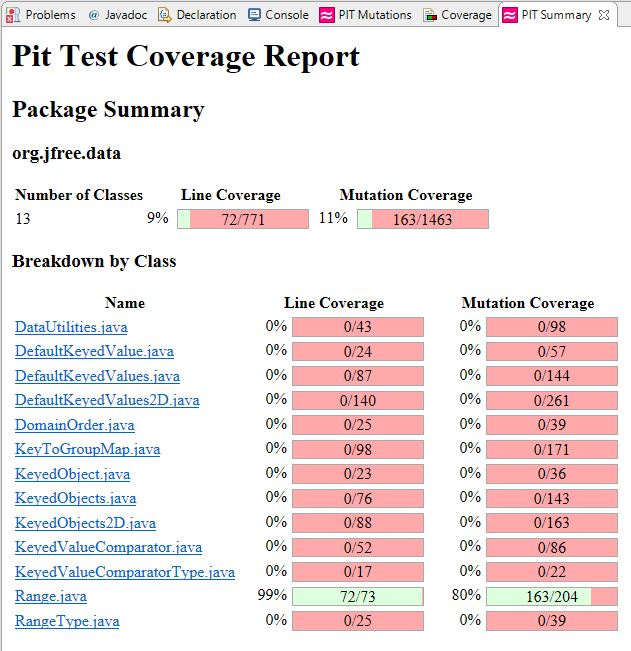 Problems @ Javadoc Declaration Console PIT Mutations Coverage PIT Summary
Pit Test Coverage Report
Package Summary
org.jfree.data
Number of Classes Line Coverage Mutation Coverage
13 9% 72/771 11% 163/1463
Breakdown by Class
Name Line Coverage Mutation Coverage
DataUtilities.java 0% 0/43 0% 0/98
DefaultKeyedValue.java 0% 0/24 0% 0/57
DefaultKeyedValues.java 0% 0/87 0% 0/144
DefaultKeyedValues2D.java 0% 0/140 0% 0/261
DomainOrder.java 0% 0/25 0% 0/39
KeyToGroupMap.java 0% 0/98 0% 0/171
KeyedObject.java 0% 0/23 0% 0/36
KeyedObjects.java 0% 0/76 0% 0/143
KeyedObjects2D.java 0% 0/88 0% 0/163
KeyedValueComparator.java 0% 0/52 0% 0/86
KeyedValueComparatorType.java 0% 0/17 0% 0/22
Range.java 99% 72/73 80% 163/204
RangeType.java 0% 0/25 0% 0/39